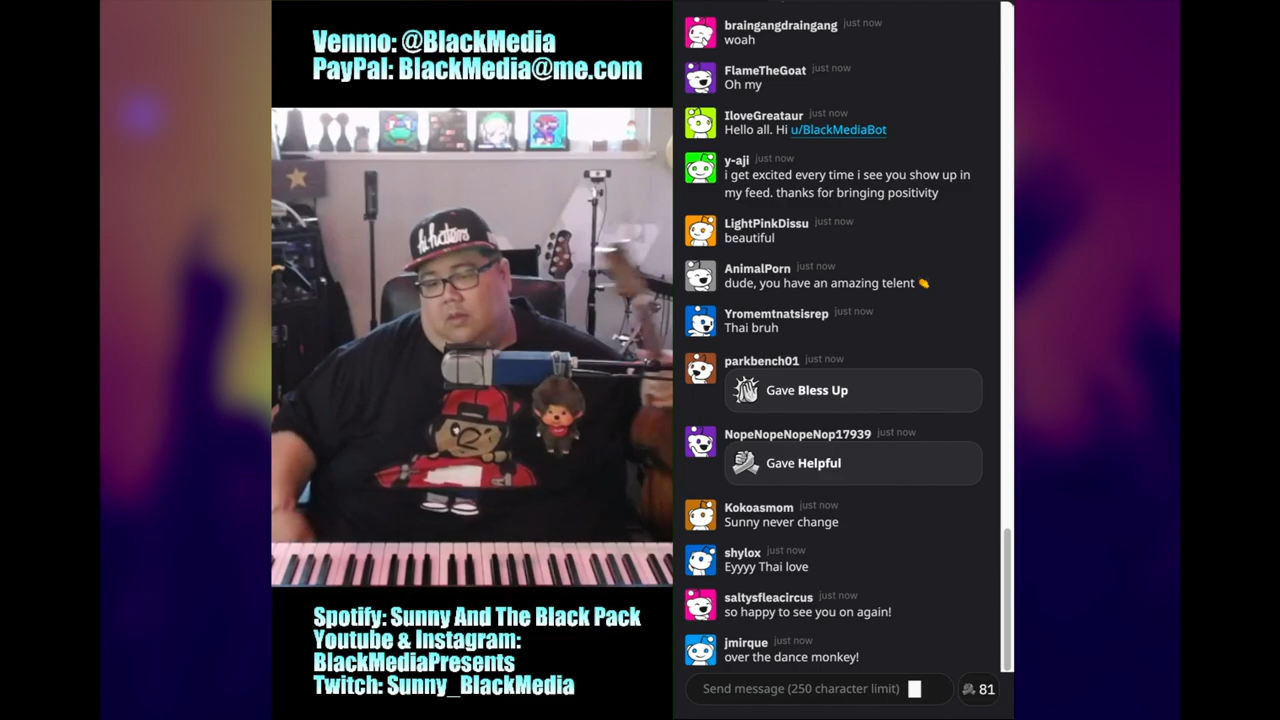 Venmo: @BlackMedia
PayPal: BlackMedia@me.com
hi haters
Spotify: Sunny And The Black Pack
Youtube & Instagram:
BlackMediaPresents
Twitch: Sunny_BlackMedia
braingangdraingang just now
woah
FlameTheGoat just now
Oh my
IloveGreataur just now
Hello all. Hi u/BlackMediaBot
y-aji just now
i get excited every time i see you show up in
my feed. thanks for bringing positivity
LightPinkDissu just now
beautiful
AnimalPorn just now
dude, you have an amazing telent 👏
Yromemtnatsisrep just now
Thai bruh
parkbench01 just now
Gave Bless Up
NopeNopeNopeNop17939 just now
Gave Helpful
Kokoasmom just now
Sunny never change
shylox just now
Eyyyy Thai love
saltysfleacircus just now
so happy to see you on again!
jmirque just now
over the dance monkey!
Send message (250 character limit)
81